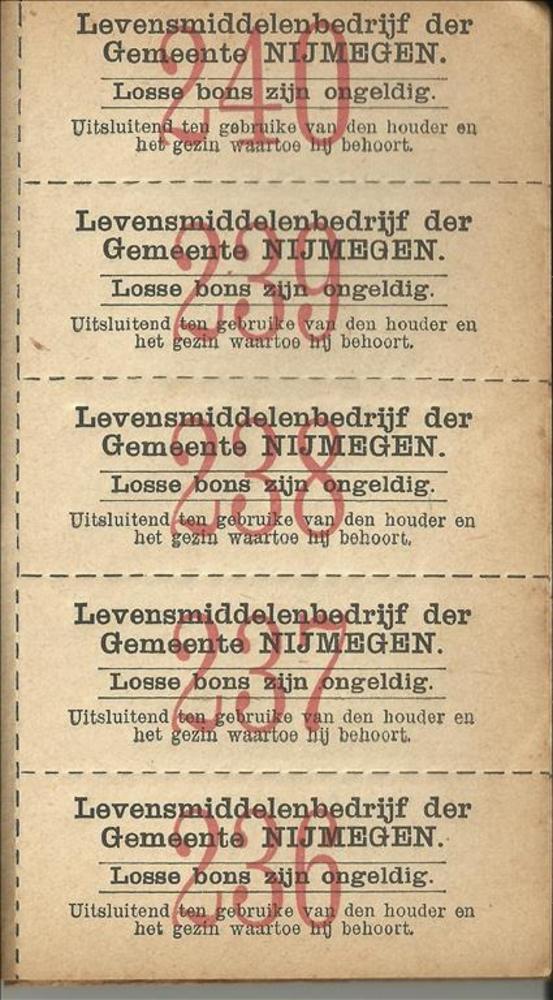 Levensmiddelenbedrijf der
Gemeente NIJMEGEN.
240
Losse bons zijn ongeldig.
Uitsluitend ten gebruike van den houder en
het gezin waartoe hij behoort.
Levensmiddelenbedrijf der
Gemeente NIJMEGEN.
239
Losse bons zijn ongeldig.
Uitsluitend ten gebruike van den houder en
het gezin waartoe hij behoort.
Levensmiddelenbedrijf der
Gemeente NIJMEGEN.
238
Losse bons zijn ongeldig.
Uitsluitend ten gebruike van den houder en
het gezin waartoe hij behoort.
Levensmiddelenbedrijf der
Gemeente NIJMEGEN.
237
Losse bons zijn ongeldig.
Uitsluitend ten gebruike van den houder en
het gezin waartoe hij behoort.
Levensmiddelenbedrijf der
Gemeente NIJMEGEN.
236
Losse bons zijn ongeldig.
Uitsluitend ten gebruike van den houder en
het gezin waartoe hij behoort.